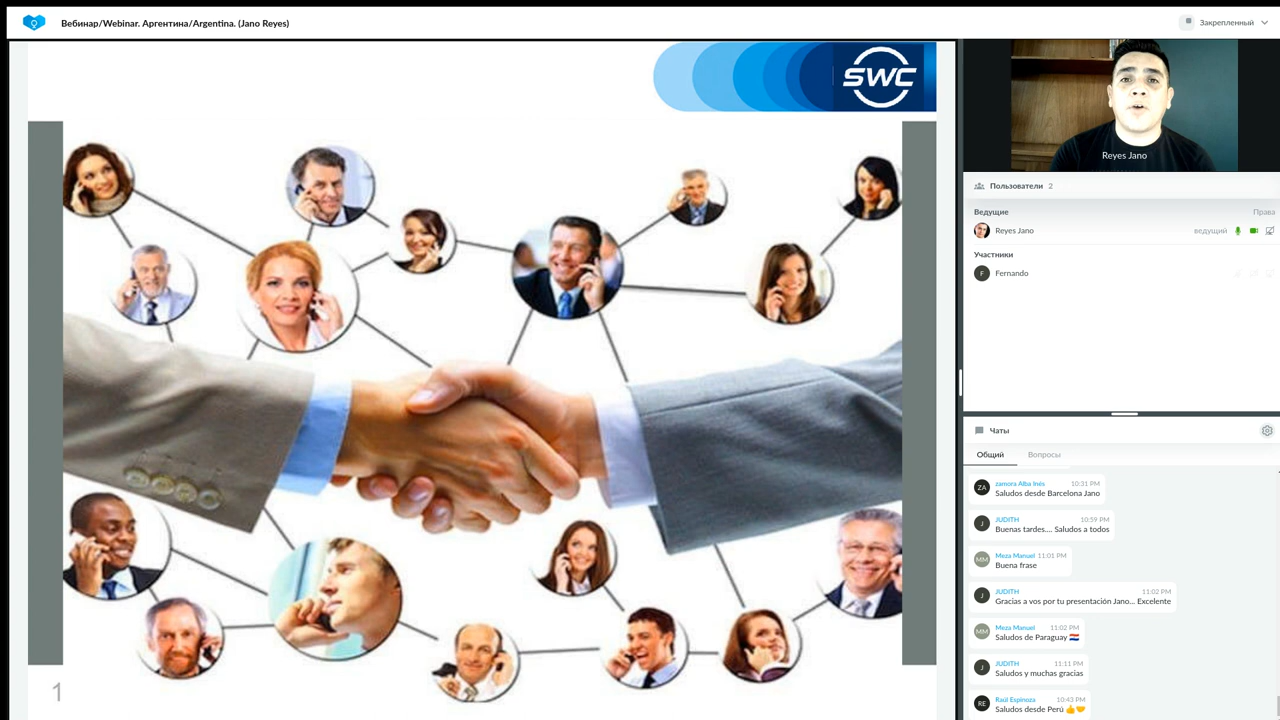 Вебинар/Webinar. Аргентина/Argentina. (Jano Reyes)
Закрепленный
SWC
Reyes Jano
Пользователи 2
Ведущие Права
Reyes Jano ведущий
Участники
F Fernando
Чаты
Общий Вопросы
ZA zamora Alba Inés 10:31 PM
Saludos desde Barcelona Jano
J JUDITH 10:59 PM
Buenas tardes.... Saludos a todos
MM Meza Manuel 11:01 PM
Buena frase
J JUDITH 11:02 PM
Gracias a vos por tu presentación Jano... Excelente
MM Meza Manuel 11:02 PM
Saludos de Paraguay 🇵🇾
J JUDITH 11:11 PM
Saludos y muchas gracias
RE Raúl Espinoza 10:43 PM
Saludos desde Perú 👍🤝
1